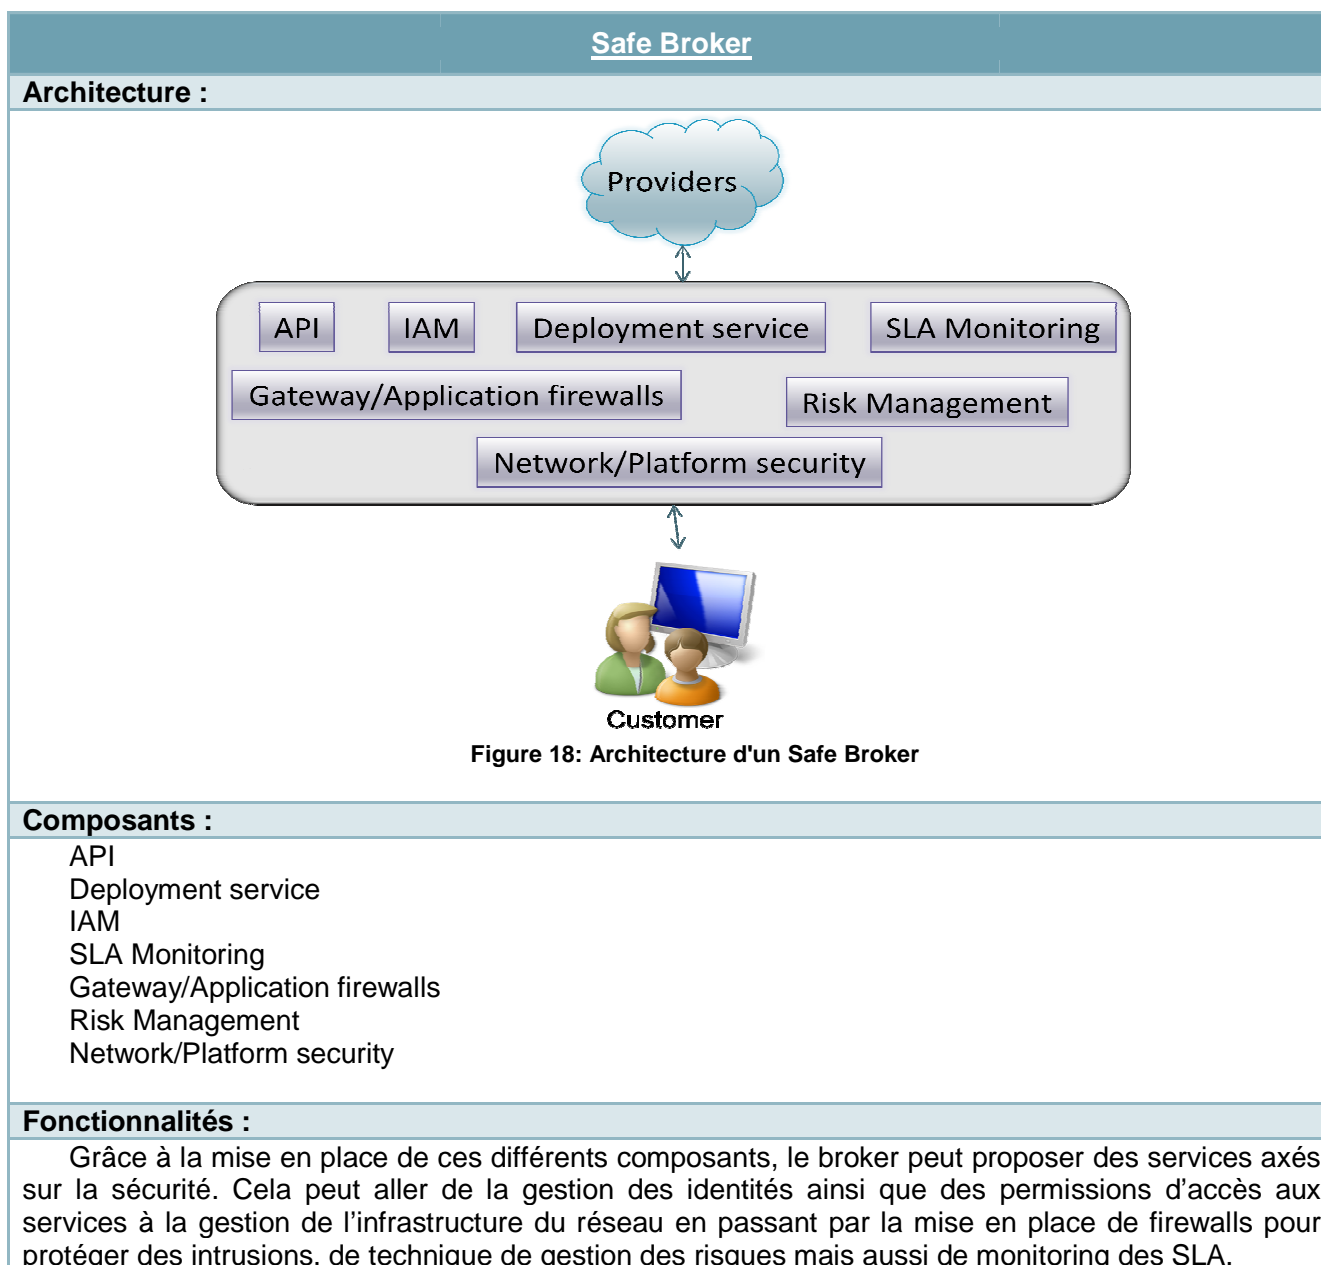 Safe Broker
Architecture :
Providers
API IAM Deployment service SLA Monitoring
Gateway/Application firewalls Risk Management
Network/Platform security
Customer
Figure 18: Architecture d'un Safe Broker
Composants :
API
Deployment service
IAM
SLA Monitoring
Gateway/Application firewalls
Risk Management
Network/Platform security
Fonctionnalités :
Grâce à la mise en place de ces différents composants, le broker peut proposer des services axés
sur la sécurité. Cela peut aller de la gestion des identités ainsi que des permissions d’accès aux
services à la gestion de l’infrastructure du réseau en passant par la mise en place de firewalls pour
protéger des intrusions, de technique de gestion des risques mais aussi de monitoring des SLA.